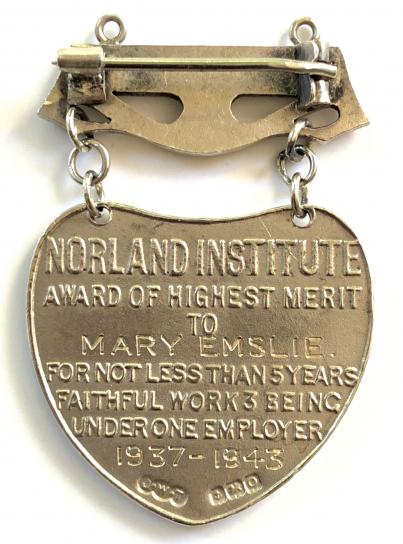 NORLAND INSTITUTE
AWARD OF HIGHEST MERIT
TO
MARY EMSLIE.
FOR NOT LESS THAN 5 YEARS
FAITHFUL WORK 3 BEING
UNDER ONE EMPLOYER
1937-1943